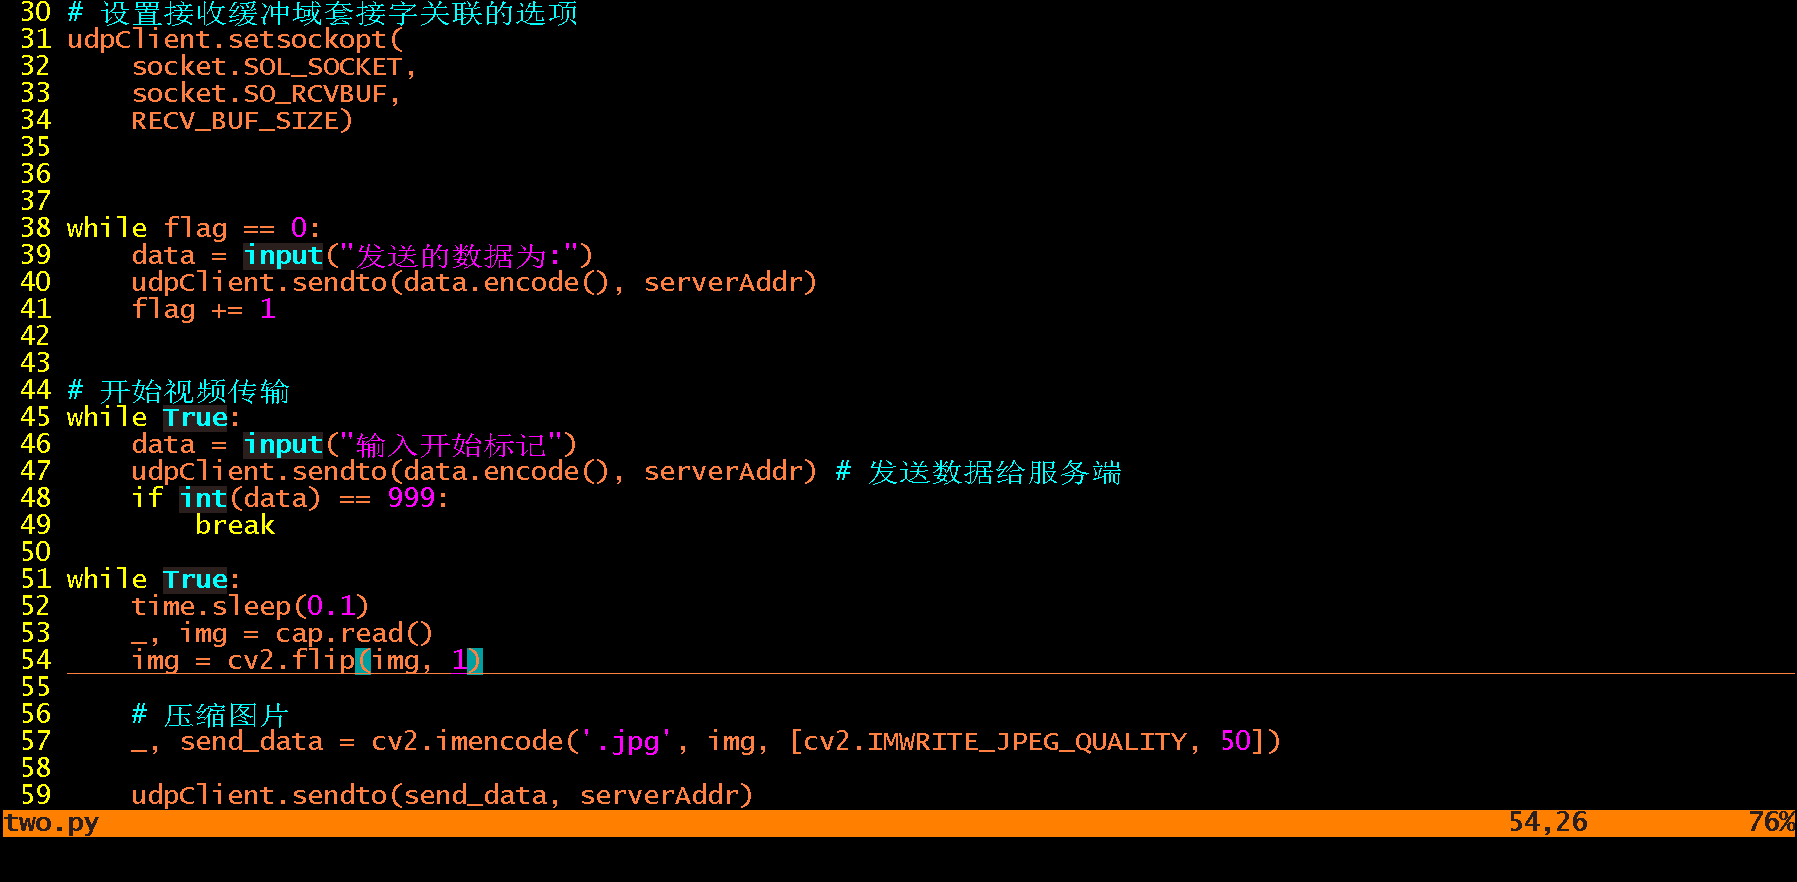 30 # 设置接收缓冲域套接字关联的选项
31 udpClient.setsockopt(
32     socket.SOL_SOCKET,
33     socket.SO_RCVBUF,
34     RECV_BUF_SIZE)
35
36
37
38 while flag == 0:
39     data = input("发送的数据为:")
40     udpClient.sendto(data.encode(), serverAddr)
41     flag += 1
42
43
44 # 开始视频传输
45 while True:
46     data = input("输入开始标记")
47     udpClient.sendto(data.encode(), serverAddr) # 发送数据给服务端
48     if int(data) == 999:
49         break
50
51 while True:
52     time.sleep(0.1)
53     _, img = cap.read()
54     img = cv2.flip(img, 1)
55
56     # 压缩图片
57     _, send_data = cv2.imencode('.jpg', img, [cv2.IMWRITE_JPEG_QUALITY, 50])
58
59     udpClient.sendto(send_data, serverAddr)
two.py 54,26 76%